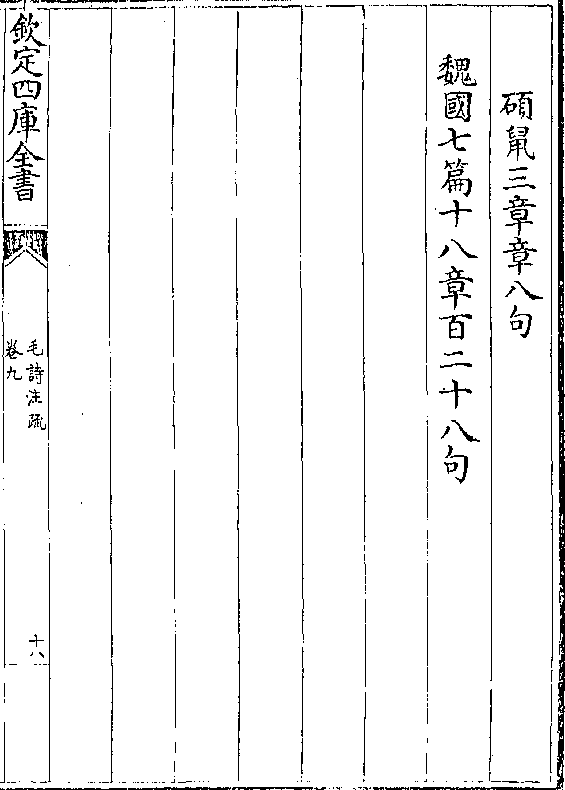 碩鼠三章章八句
魏國七篇十八章百二十八句
欽定四庫全書
毛詩注疏
卷九
十八